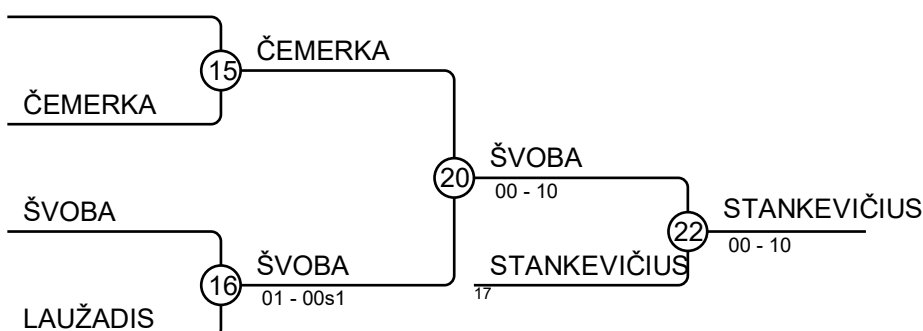 15
ČEMERKA
ČEMERKA
20
ŠVOBA
00 - 10
ŠVOBA
16
ŠVOBA
01 - 00s1
LAUŽADIS
STANKEVIČIUS
17
22
STANKEVIČIUS
00 - 10